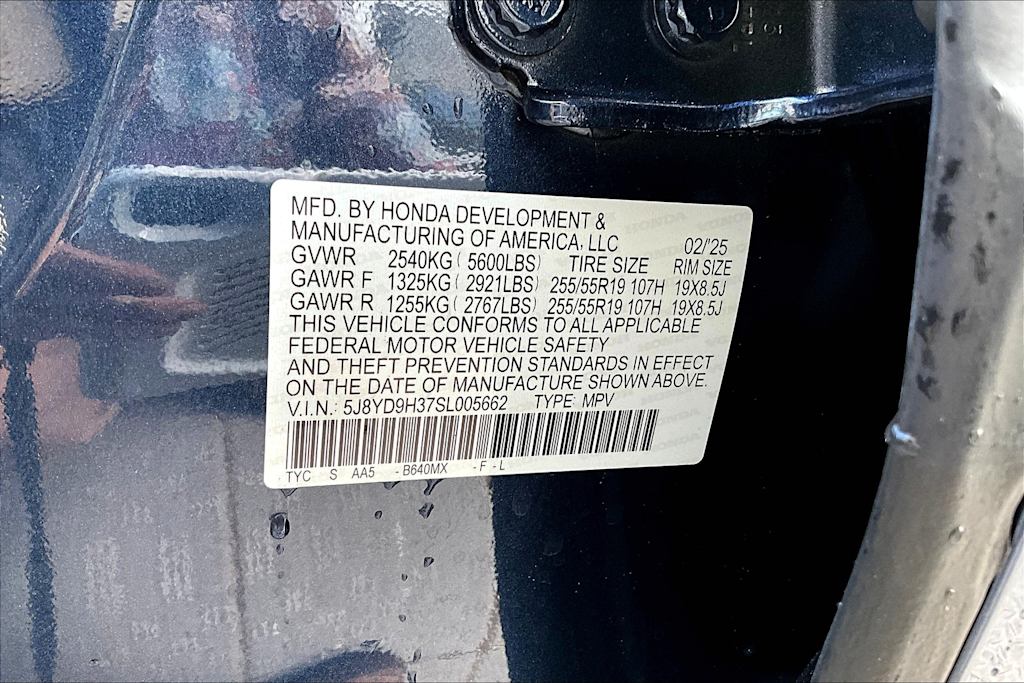 MFD. BY HONDA DEVELOPMENT &
MANUFACTURING OF AMERICA, LLC 02/'25
GVWR 2540KG ( 5600LBS) TIRE SIZE RIM SIZE
GAWR F 1325KG ( 2921LBS) 255/55R19 107H 19X8.5J
GAWR R 1255KG ( 2767LBS) 255/55R19 107H 19X8.5J
THIS VEHICLE CONFORMS TO ALL APPLICABLE
FEDERAL MOTOR VEHICLE SAFETY
AND THEFT PREVENTION STANDARDS IN EFFECT
ON THE DATE OF MANUFACTURE SHOWN ABOVE.
V.I.N.: 5J8YD9H37SL005662 TYPE: MPV
TYC S AA5 - B640MX - F - L